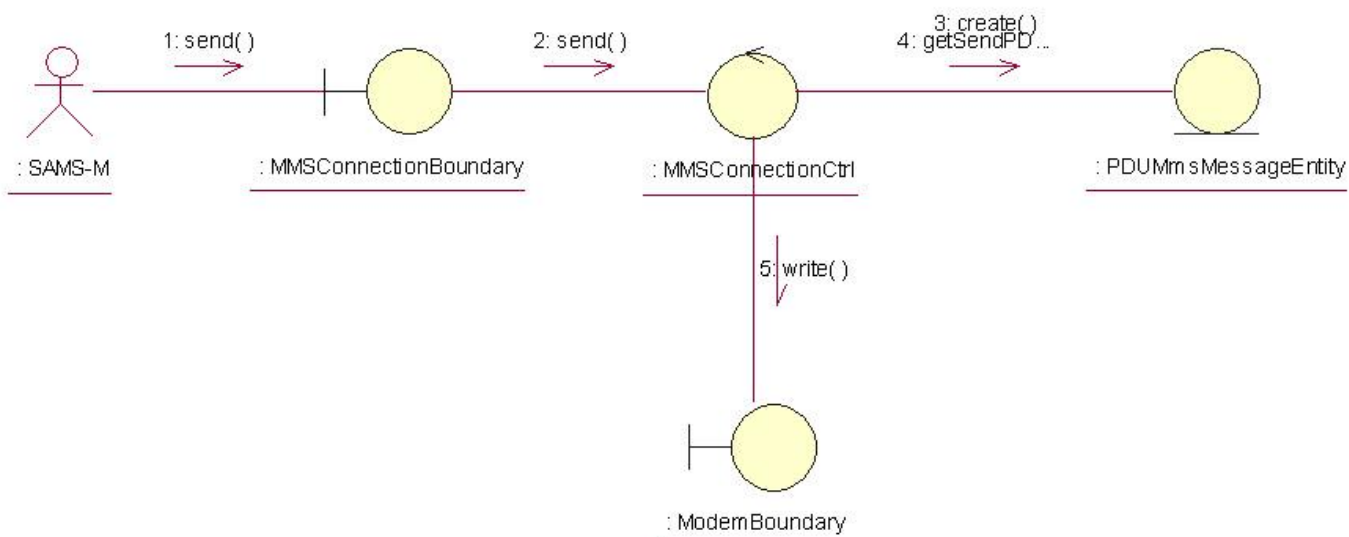 1: send( )
2: send( )
3: create( )
4: getSendPD...
: SAMS-M
: MMSConnectionBoundary
: MMSConnectionCtrl
: PDUMmsMessageEntity
5: write( )
: ModemBoundary